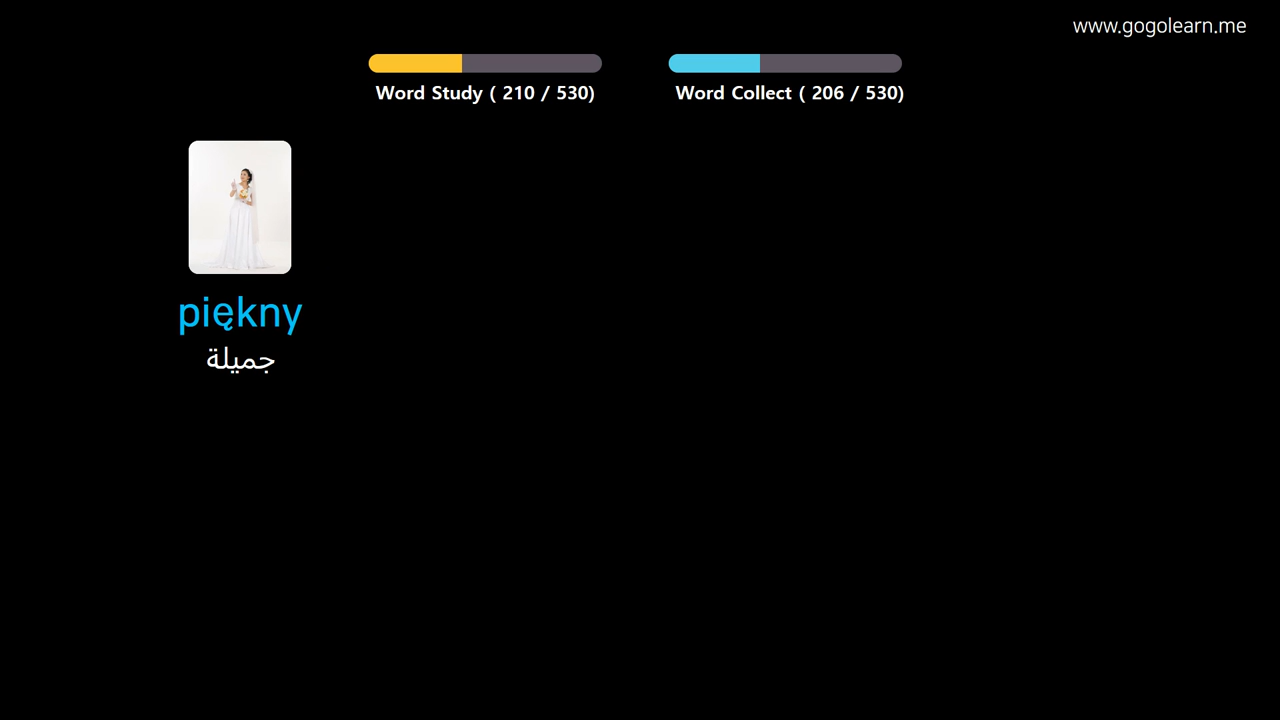 www.gogolearn.me
Word Study ( 210 / 530)
Word Collect ( 206 / 530)
piękny
جميلة